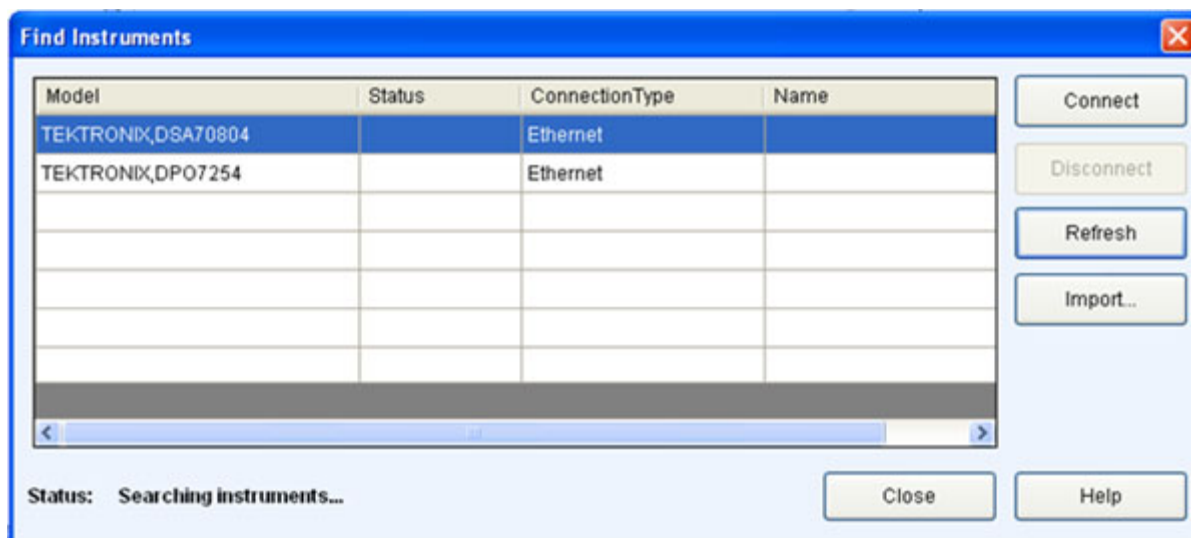 Find Instruments
Model Status ConnectionType Name
TEKTRONIX,DSA70804 Ethernet
TEKTRONIX,DPO7254 Ethernet
Connect
Disconnect
Refresh
Import...
Status: Searching instruments...
Close
Help